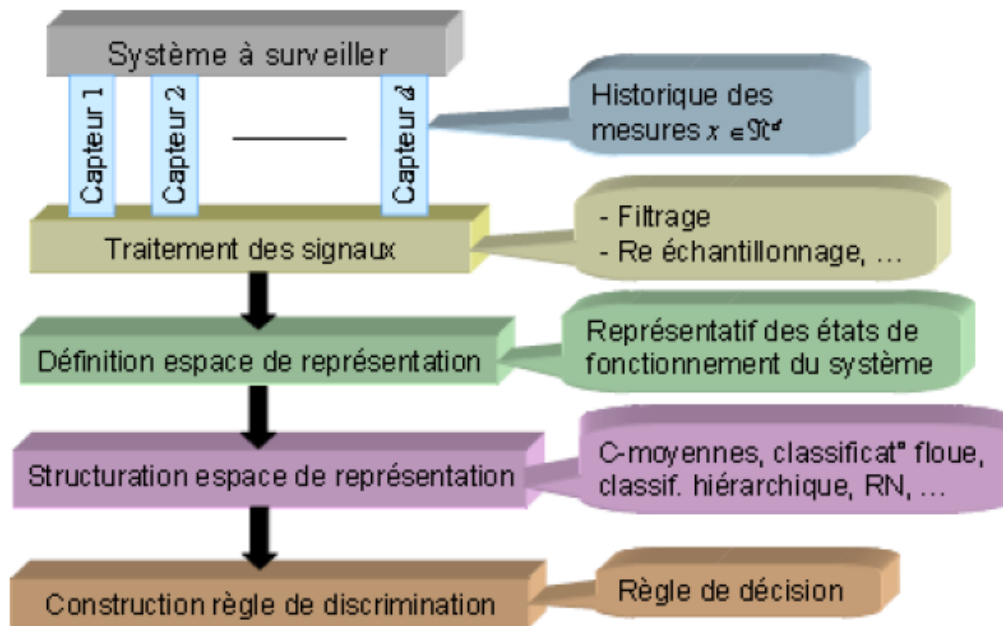 Système à surveiller
Capteur 1
Capteur 2
Capteur d
Historique des
mesures x ∈ ℜᵈ
Traitement des signaux
- Filtrage
- Re échantillonnage, ...
Définition espace de représentation
Représentatif des états de
fonctionnement du système
Structuration espace de représentation
C-moyennes, classificat° floue,
classif. hiérarchique, RN, ...
Construction règle de discrimination
Règle de décision